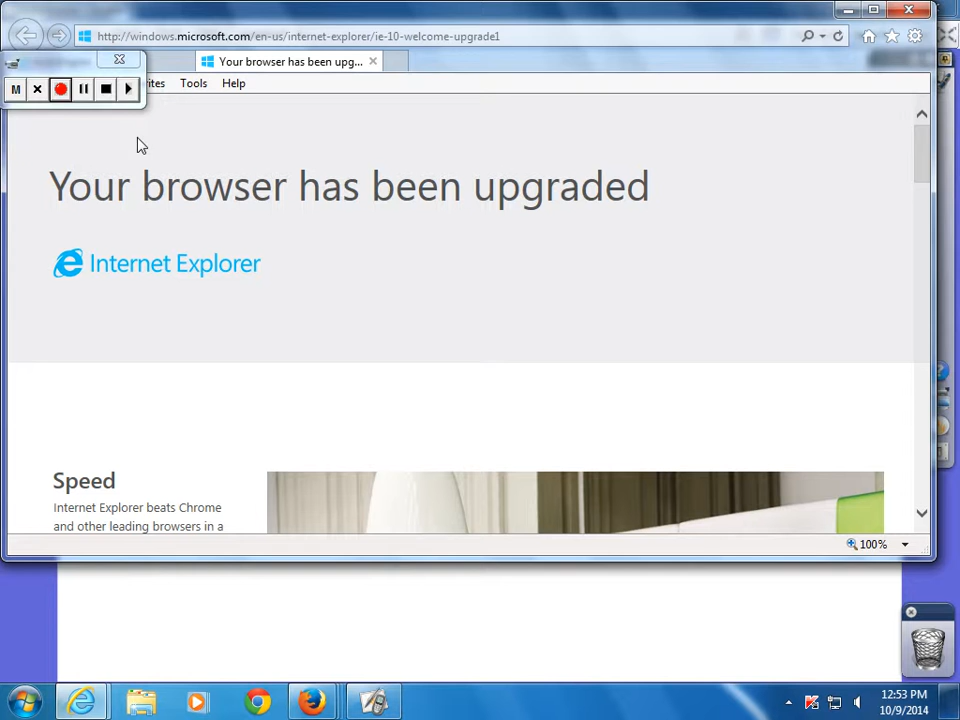 http://windows.microsoft.com/en-us/internet-explorer/ie-10-welcome-upgrade1
Your browser has been upg...
M
Tools Help
Your browser has been upgraded
Internet Explorer
Speed
Internet Explorer beats Chrome
and other leading browsers in a
100%
12:53 PM
10/9/2014